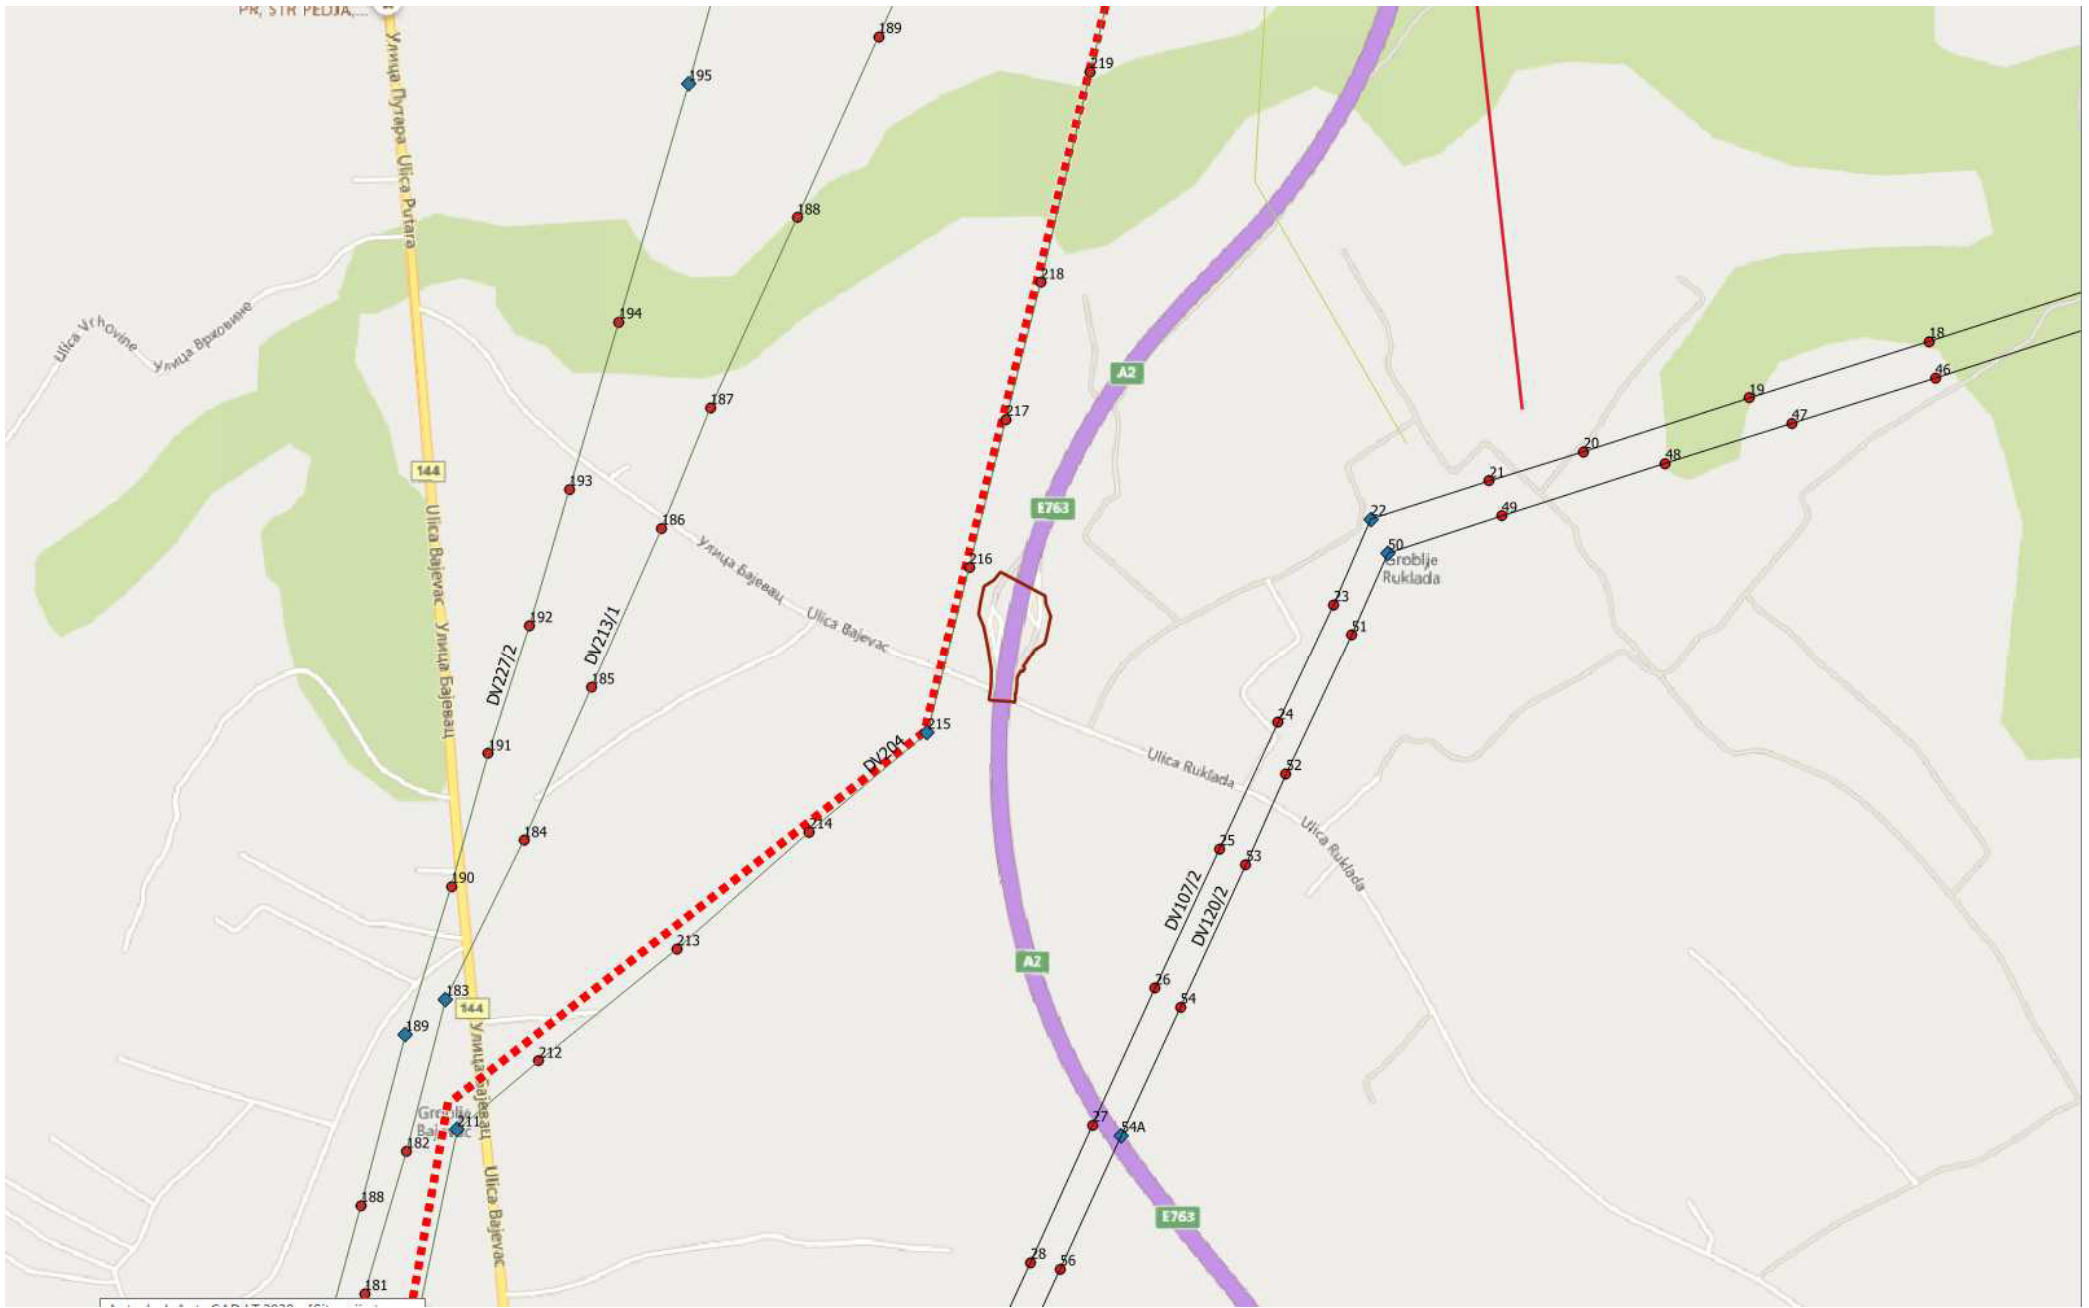 PR, STR PEDJA,...
189
219
195
Улица Путара Ulica Putara
188
218
194
Ulica Vrhovine
Улица Врховине
18
A2
46
19
187
217
47
20
144
48
21
193
E763
49
22
186
50
Groblje
Ruklada
Улица Бајевац
216
23
Ulica Bajevac
51
192
Ulica Bajevac Улица Бајевац
DV213/1
DV227/2
185
24
215
191
DV204
Ulica Ruklada
52
214
184
Ulica Ruklada
25
53
190
DV107/2
DV120/2
213
A2
26
183
54
144
189
212
Улица Бајевац
Groblje
Bajevac
211
27
54A
182
188
Ulica Bajevac
E763
28
56
181